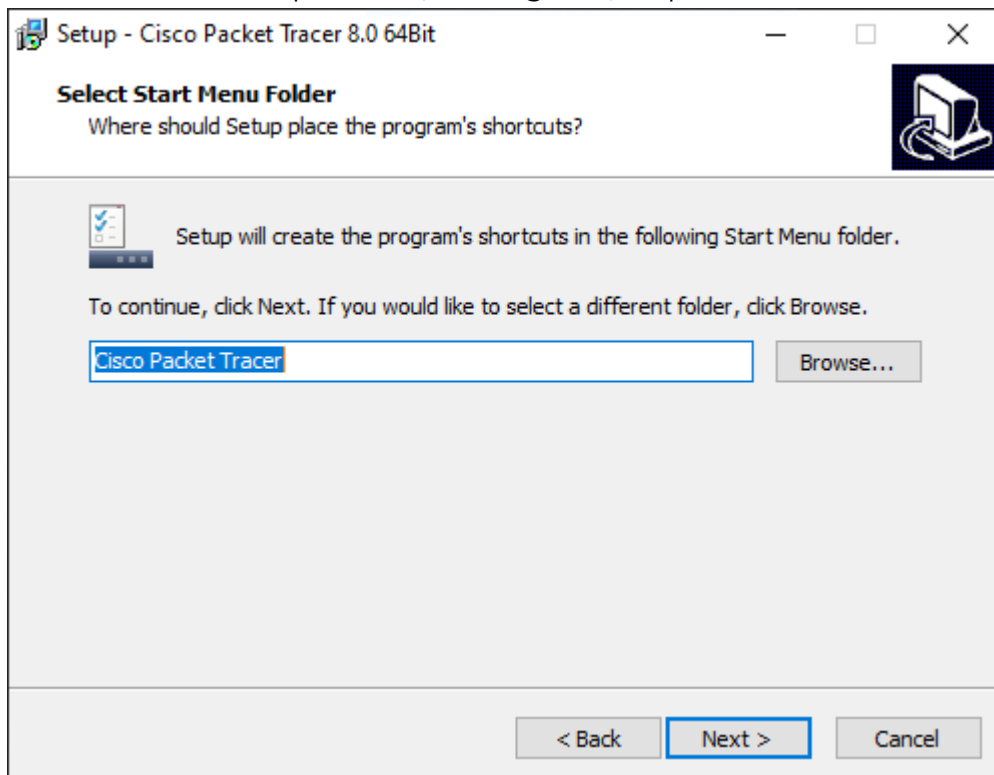 Setup - Cisco Packet Tracer 8.0 64Bit
Select Start Menu Folder
Where should Setup place the program's shortcuts?
Setup will create the program's shortcuts in the following Start Menu folder.
To continue, click Next. If you would like to select a different folder, click Browse.
Cisco Packet Tracer
Browse...
< Back
Next >
Cancel